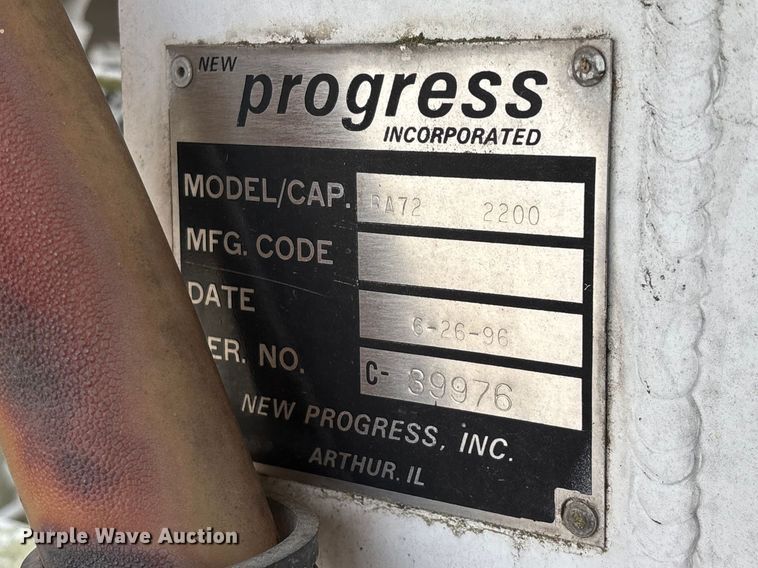 NEW
progress
INCORPORATED
MODEL/CAP. 2200
MFG. CODE
DATE 6-26-96
ER. NO. C- 39976
NEW PROGRESS, INC.
ARTHUR, IL
Purple Wave Auction